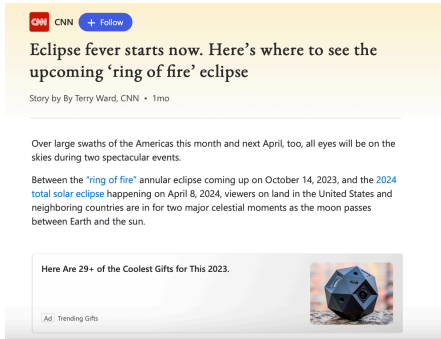 CNN CNN + Follow
Eclipse fever starts now. Here's where to see the
upcoming 'ring of fire' eclipse
Story by By Terry Ward, CNN • 1mo
Over large swaths of the Americas this month and next April, too, all eyes will be on the
skies during two spectacular events.
Between the "ring of fire" annular eclipse coming up on October 14, 2023, and the 2024
total solar eclipse happening on April 8, 2024, viewers on land in the United States and
neighboring countries are in for two major celestial moments as the moon passes
between Earth and the sun.
Here Are 29+ of the Coolest Gifts for This 2023.
Ad Trending Gifts